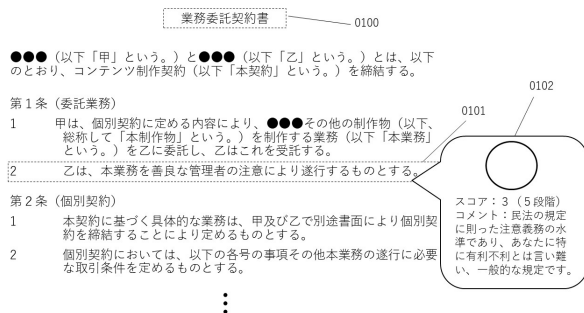 業務委託契約書
0100
●●●（以下「甲」という。）と●●●（以下「乙」という。）とは、以下
のとおり、コンテンツ制作契約（以下「本契約」という。）を締結する。
第1条（委託業務）
1 甲は、個別契約に定める内容により、●●●その他の制作物（以下、
総称して「本制作物」という。）を制作する業務（以下「本業務」
という。）を乙に委託し、乙はこれを受託する。
2 乙は、本業務を善良な管理者の注意により遂行するものとする。
第2条（個別契約）
1 本契約に基づく具体的な業務は、甲及び乙で別途書面により個別契
約を締結することにより定めるものとする。
2 個別契約においては、以下の各号の事項その他本業務の遂行に必要
な取引条件を定めるものとする。
0101
0102
スコア：3（5段階）
コメント：民法の規定
に則った注意義務の水
準であり、あなたに特
に有利不利とは言い難
い、一般的な規定です。